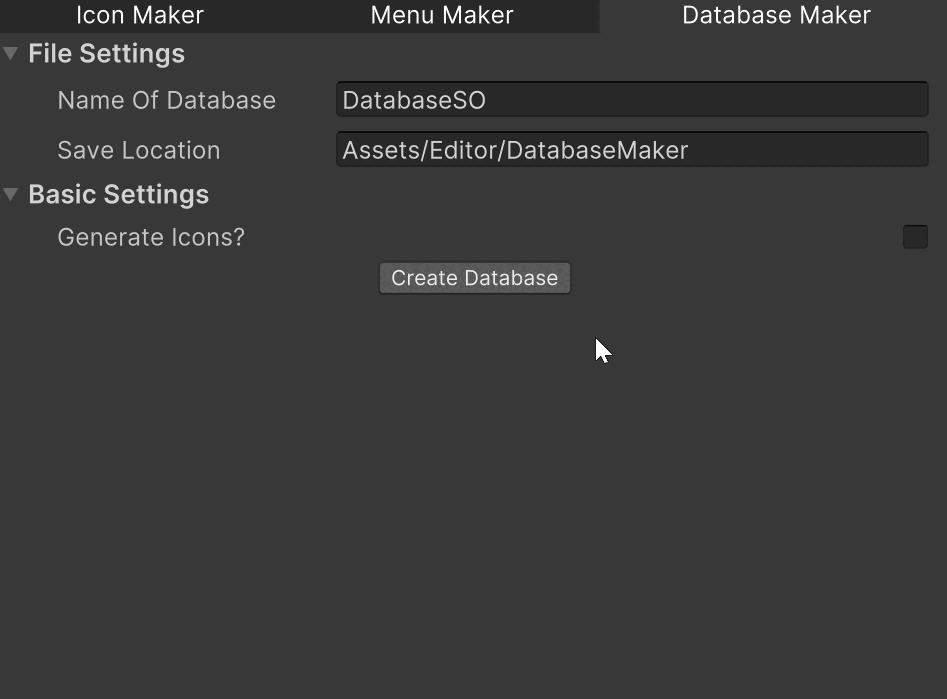 Icon Maker Menu Maker Database Maker
File Settings
Name Of Database DatabaseSO
Save Location Assets/Editor/DatabaseMaker
Basic Settings
Generate Icons?
Create Database